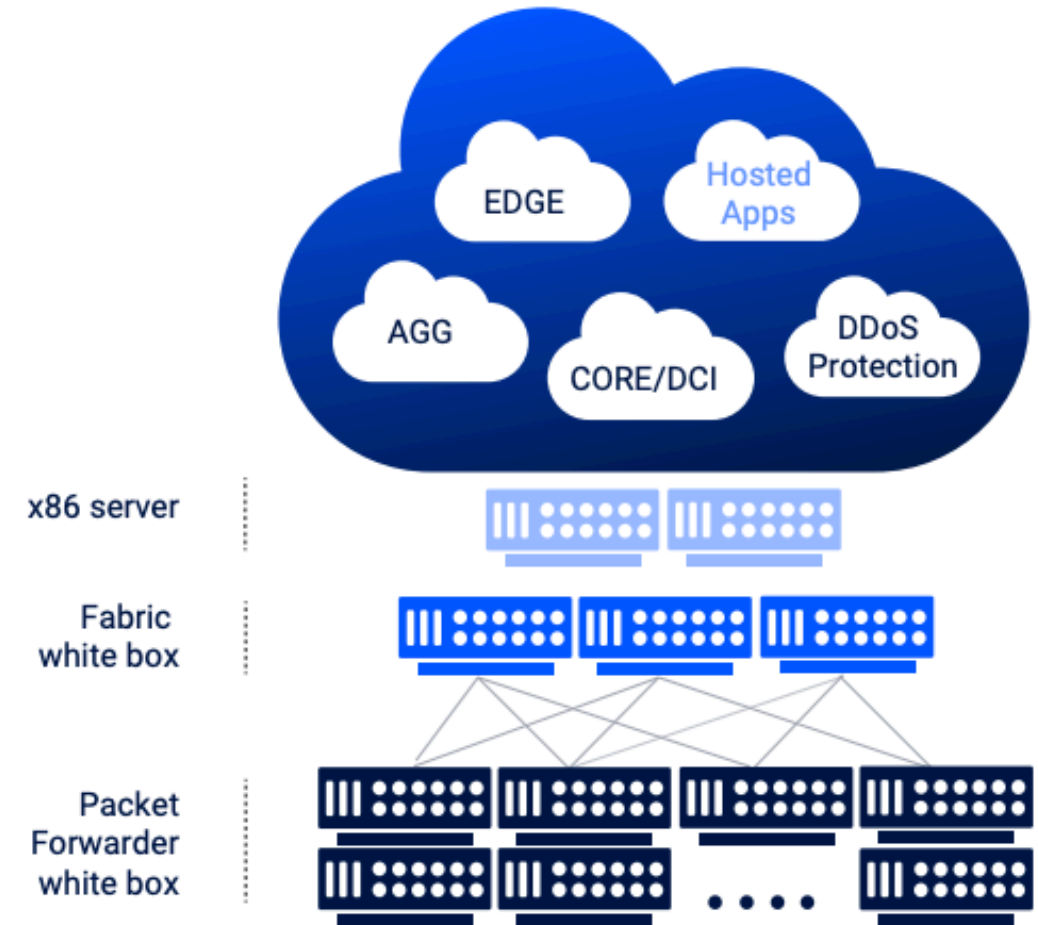 EDGE
Hosted
Apps
AGG
CORE/DCI
DDoS
Protection
x86 server
Fabric
white box
Packet
Forwarder
white box